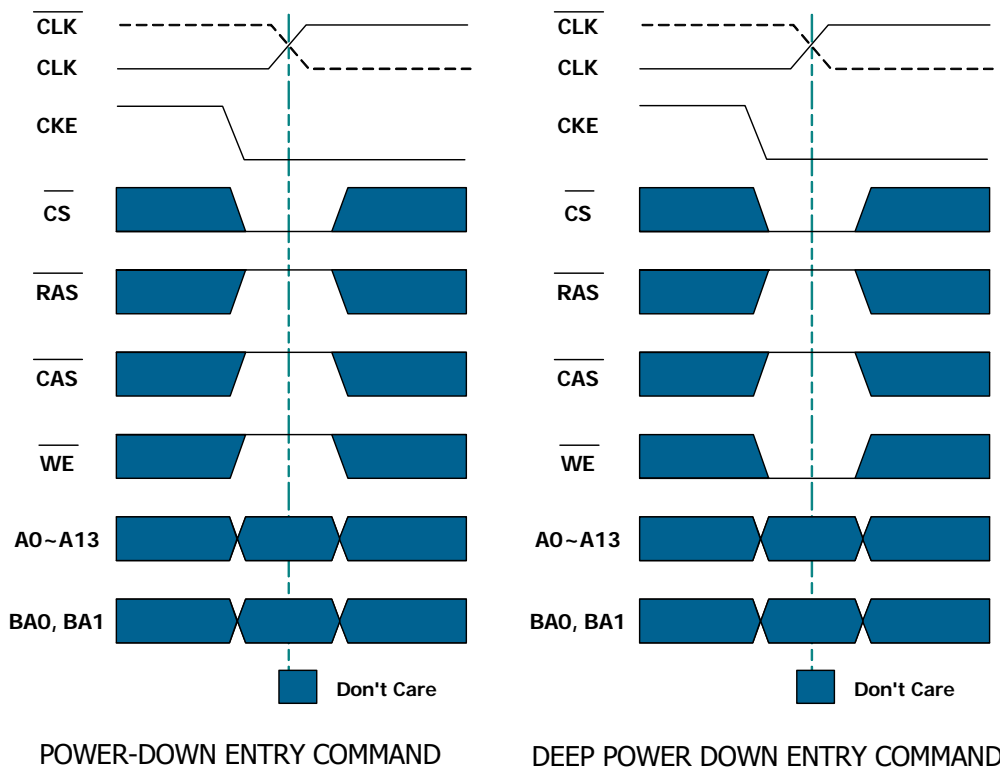 CLK
CLK
CKE
CS
RAS
CAS
WE
A0~A13
BA0, BA1
Don't Care
POWER-DOWN ENTRY COMMAND
CLK
CLK
CKE
CS
RAS
CAS
WE
A0~A13
BA0, BA1
Don't Care
DEEP POWER DOWN ENTRY COMMAND